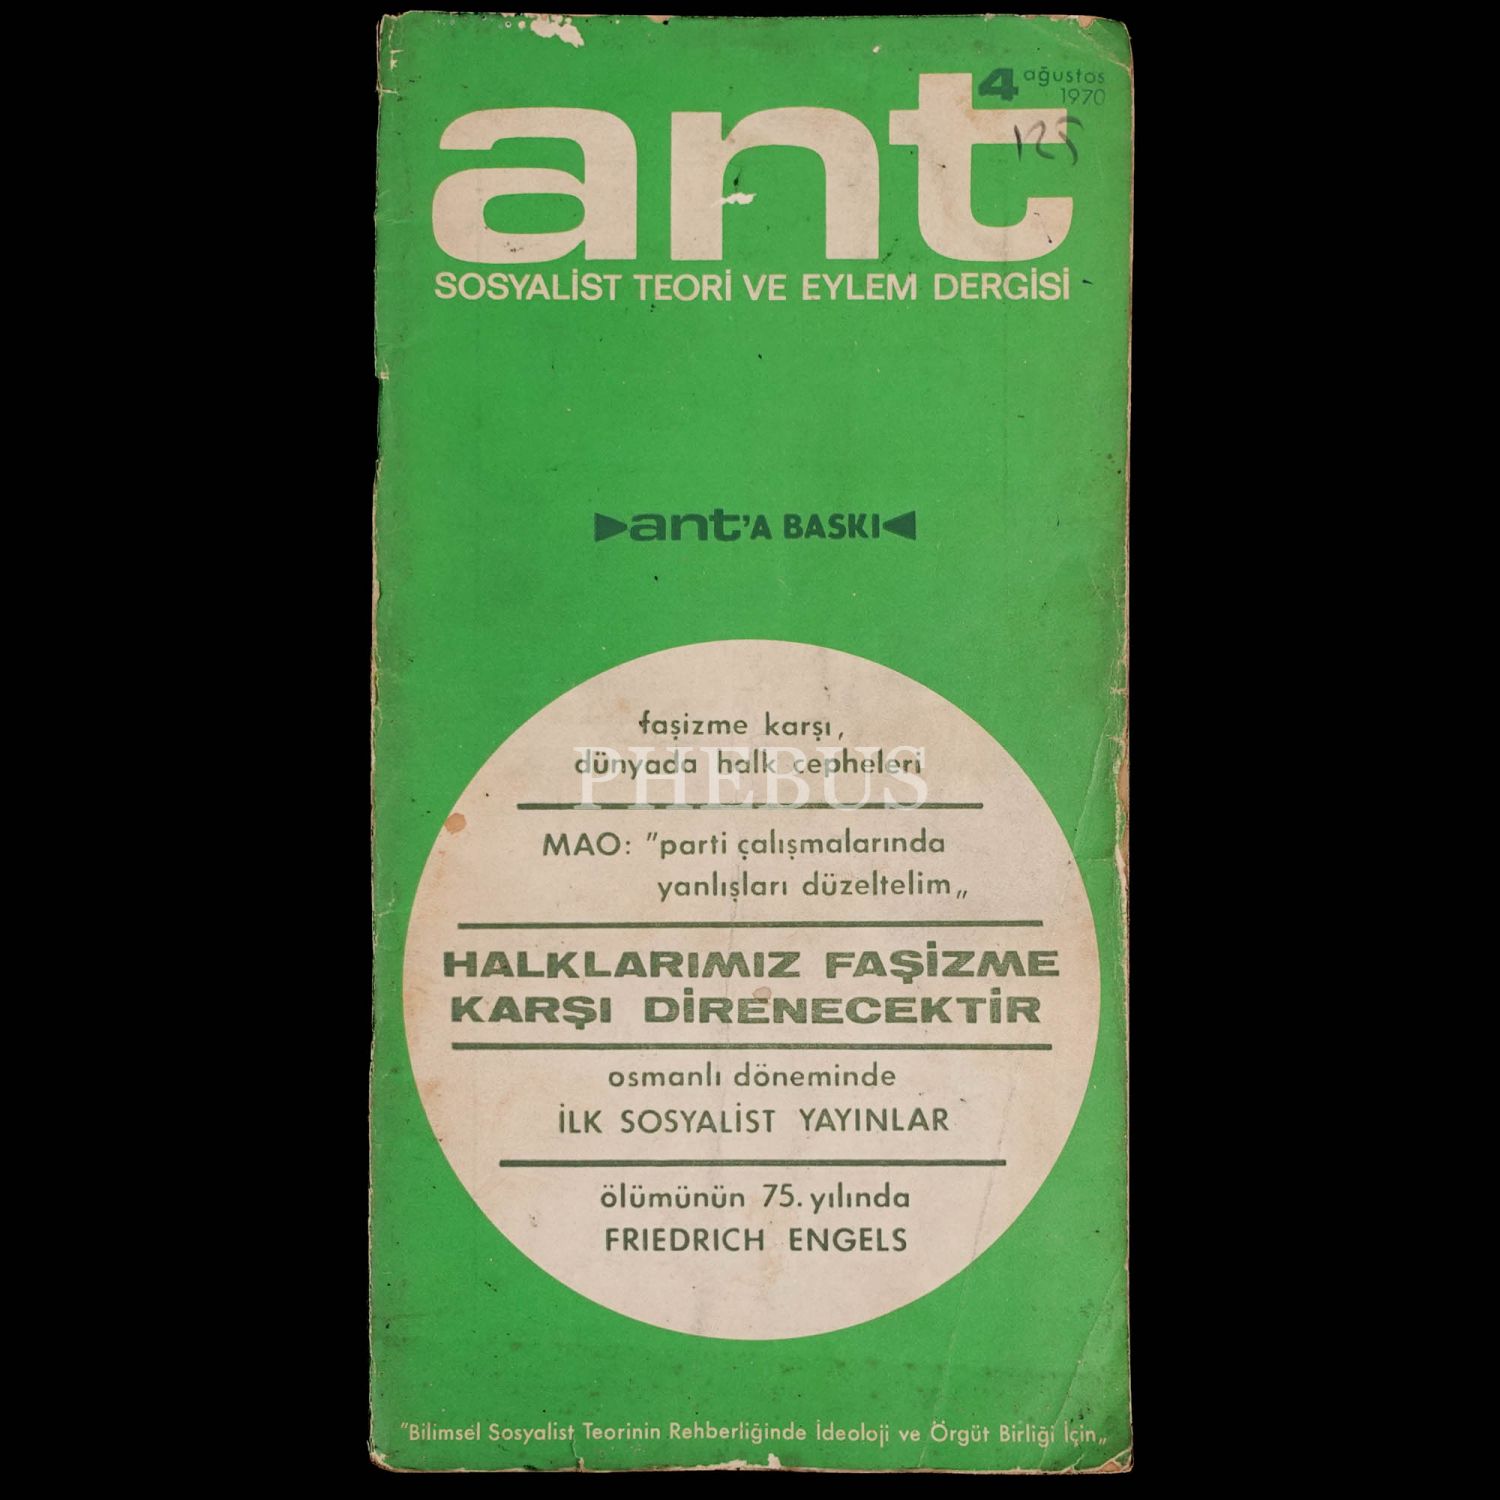 4 ağustos
1970
ant
125
SOSYALİST TEORİ VE EYLEM DERGİSİ
ant'A BASKI
faşizme karşı,
dünyada halk cepheleri
PHEBUS
MAO: "parti çalışmalarında
yanlışları düzeltelim„
HALKLARIMIZ FAŞİZME
KARŞI DİRENECEKTİR
osmanlı döneminde
İLK SOSYALİST YAYINLAR
ölümünün 75. yılında
FRIEDRICH ENGELS
"Bilimsel Sosyalist Teorinin Rehberliğinde İdeoloji ve Örgüt Birliği İçin„